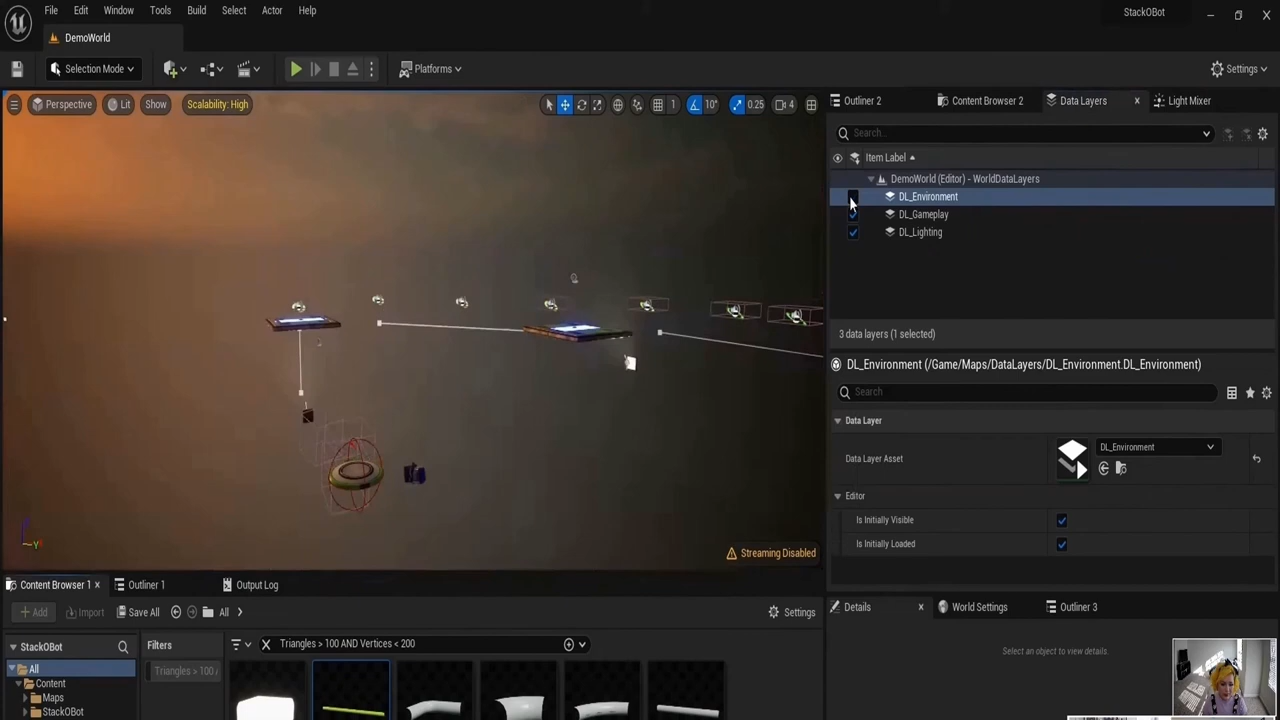 File Edit Window Tools Build Select Actor Help
StackOBot
DemoWorld
Selection Mode
Platforms
Settings
Perspective Lit Show Scalability: High
1 10° 0.25 4
Outliner 2 Content Browser 2 Data Layers Light Mixer
Search...
Item Label
DemoWorld (Editor) - WorldDataLayers
DL_Environment
DL_Gameplay
DL_Lighting
3 data layers (1 selected)
DL_Environment (/Game/Maps/DataLayers/DL_Environment.DL_Environment)
Search
Data Layer
Data Layer Asset
DL_Environment
Editor
Is Initially Visible
Is Initially Loaded
Streaming Disabled
Content Browser 1 Outliner 1 Output Log
Add Import Save All All Settings
StackOBot
Filters
Triangles > 100 AND Vertices < 200
All
Triangles > 100 /
Content
Maps
StackOBot
Details World Settings Outliner 3
Select an object to view details.
Y